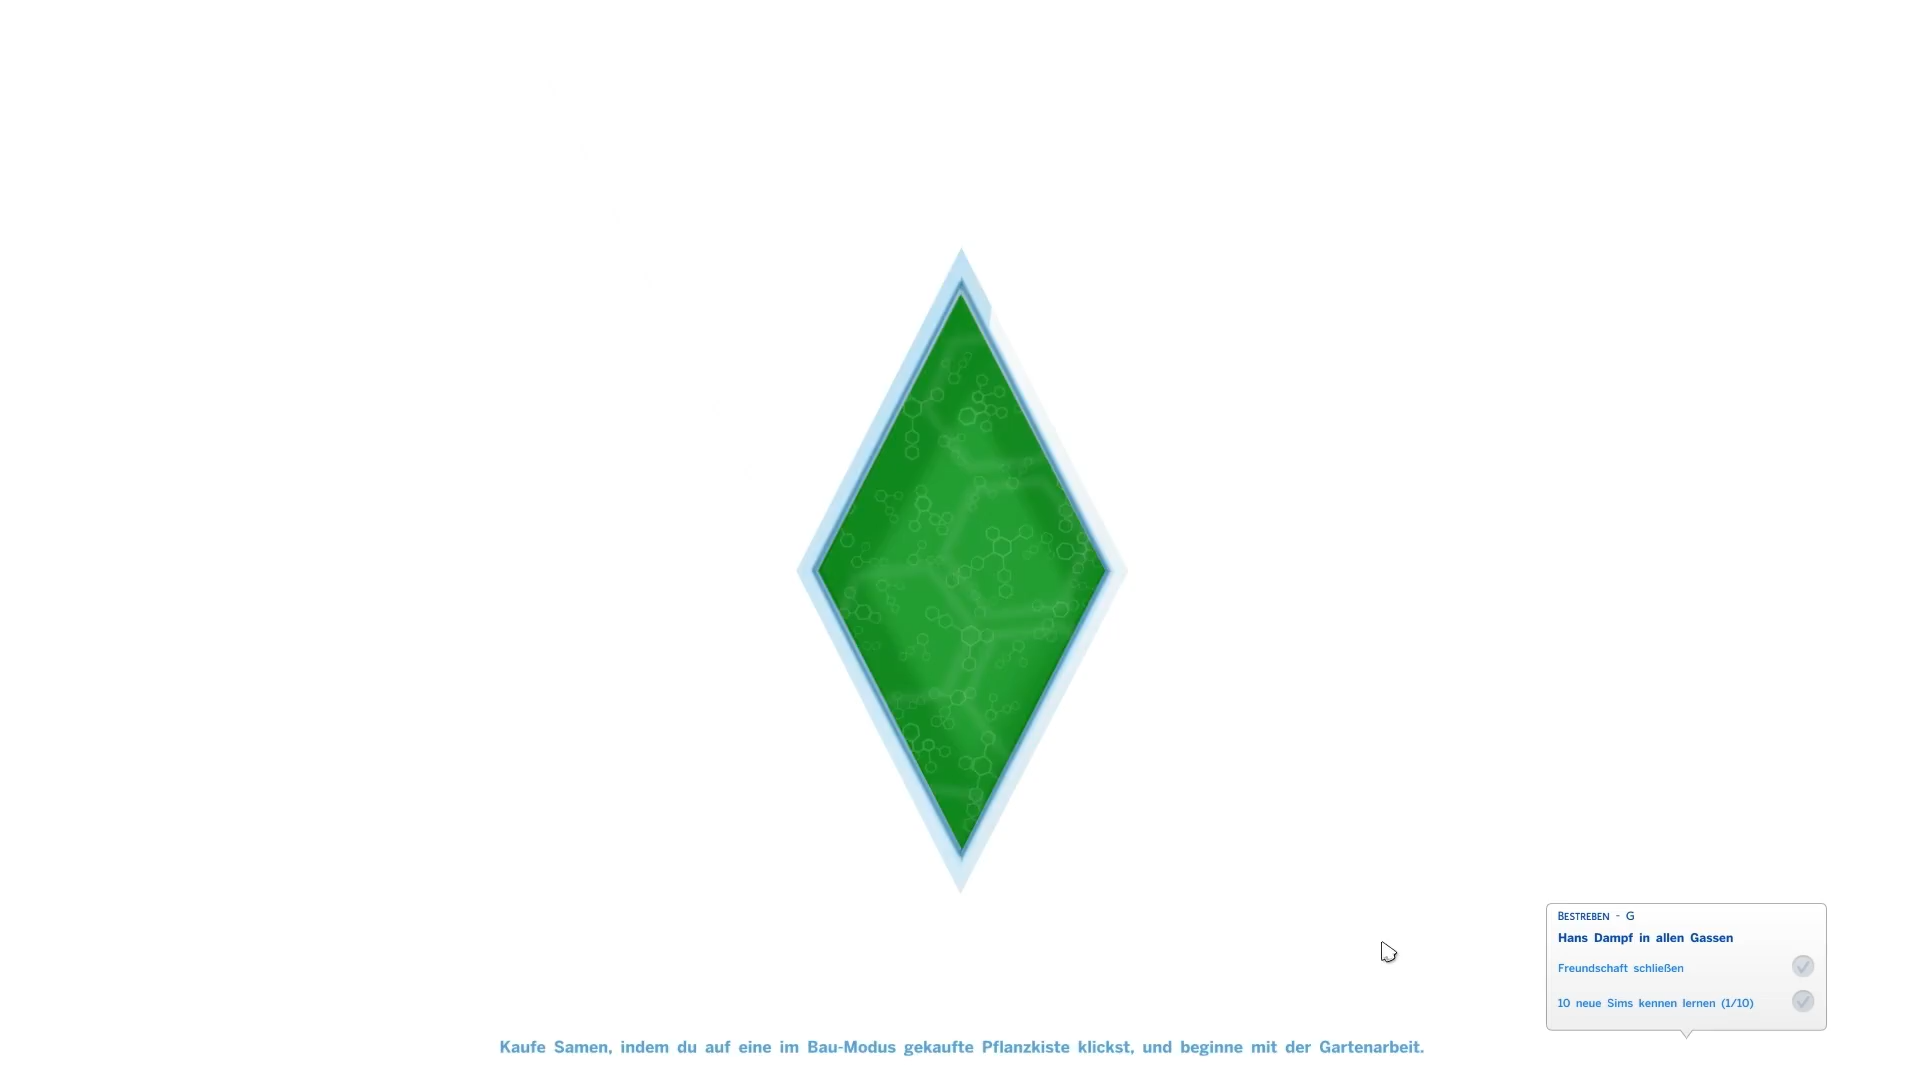 Bestreben - G
Hans Dampf in allen Gassen
Freundschaft schließen
10 neue Sims kennen lernen (1/10)
Kaufe Samen, indem du auf eine im Bau-Modus gekaufte Pflanzkiste klickst, und beginne mit der Gartenarbeit.